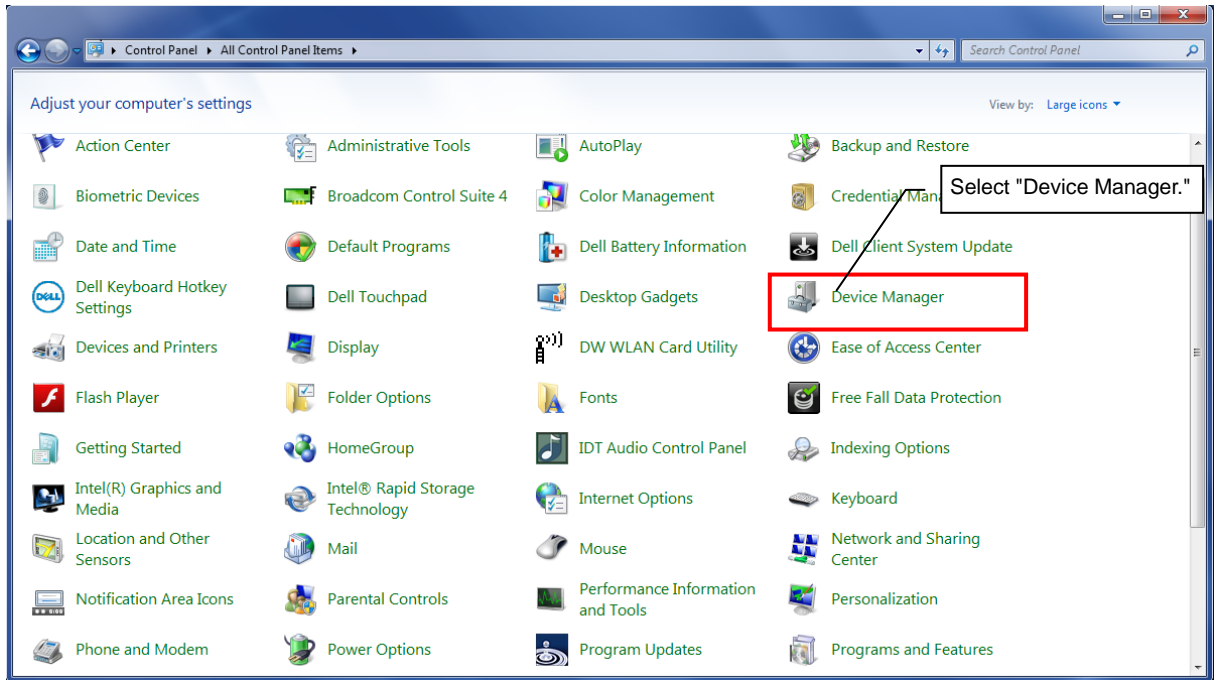 Control Panel ▸ All Control Panel Items ▸
Search Control Panel
Adjust your computer's settings
View by: Large icons
Action Center
Administrative Tools
AutoPlay
Backup and Restore
Biometric Devices
Broadcom Control Suite 4
Color Management
Credential Man
Select "Device Manager."
Date and Time
Default Programs
Dell Battery Information
Dell Client System Update
DELL
Dell Keyboard Hotkey
Settings
Dell Touchpad
Desktop Gadgets
Device Manager
Devices and Printers
Display
DW WLAN Card Utility
Ease of Access Center
Flash Player
Folder Options
Fonts
Free Fall Data Protection
Getting Started
HomeGroup
IDT Audio Control Panel
Indexing Options
Intel(R) Graphics and
Media
Intel® Rapid Storage
Technology
Internet Options
Keyboard
Location and Other
Sensors
Mail
Mouse
Network and Sharing
Center
Notification Area Icons
Parental Controls
Performance Information
and Tools
Personalization
Phone and Modem
Power Options
Program Updates
Programs and Features